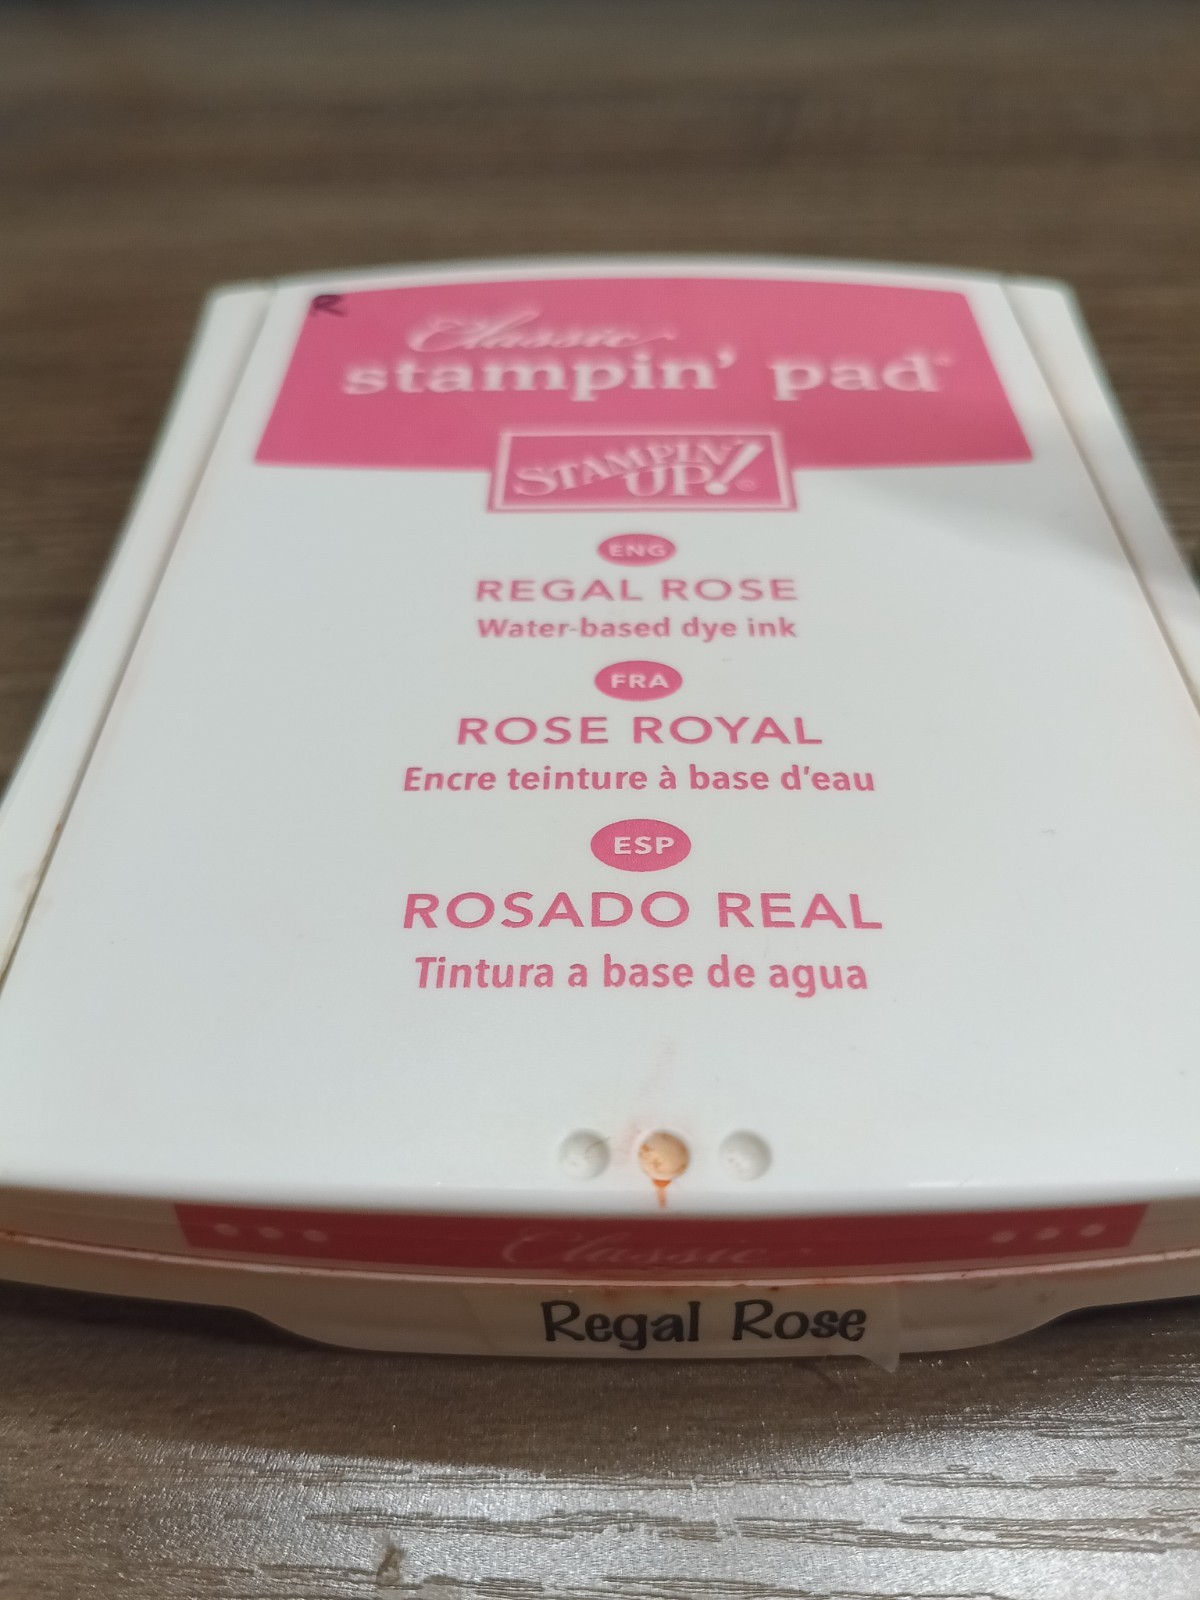 R
Classic
stampin' pad
STAMPIN'
UP!®
ENG
REGAL ROSE
Water-based dye ink
FRA
ROSE ROYAL
Encre teinture à base d'eau
ESP
ROSADO REAL
Tintura a base de agua
Classic
Regal Rose